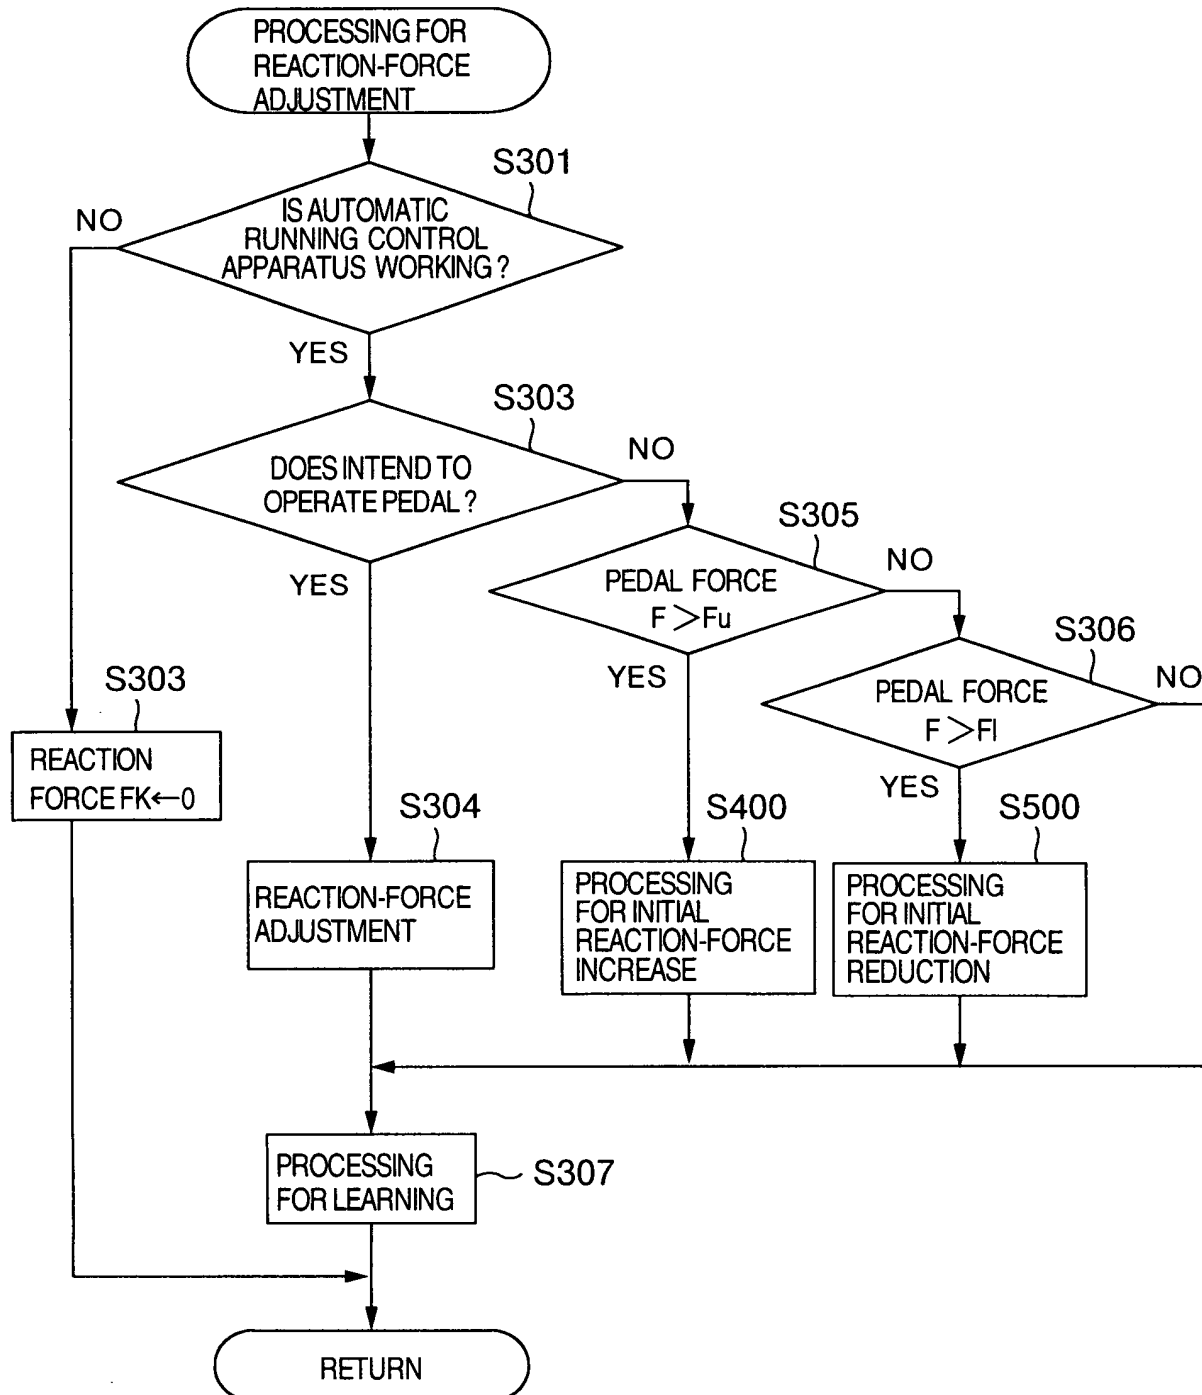 PROCESSING FOR
REACTION-FORCE
ADJUSTMENT
S301
NO
IS AUTOMATIC
RUNNING CONTROL
APPARATUS WORKING?
YES
S303
NO
DOES INTEND TO
OPERATE PEDAL?
YES
S305
NO
PEDAL FORCE
F>Fu
YES
S306
NO
PEDAL FORCE
F>Fl
YES
S303
REACTION
FORCE FK←0
S304
REACTION-FORCE
ADJUSTMENT
S400
PROCESSING
FOR INITIAL
REACTION-FORCE
INCREASE
S500
PROCESSING
FOR INITIAL
REACTION-FORCE
REDUCTION
PROCESSING
FOR LEARNING
S307
RETURN